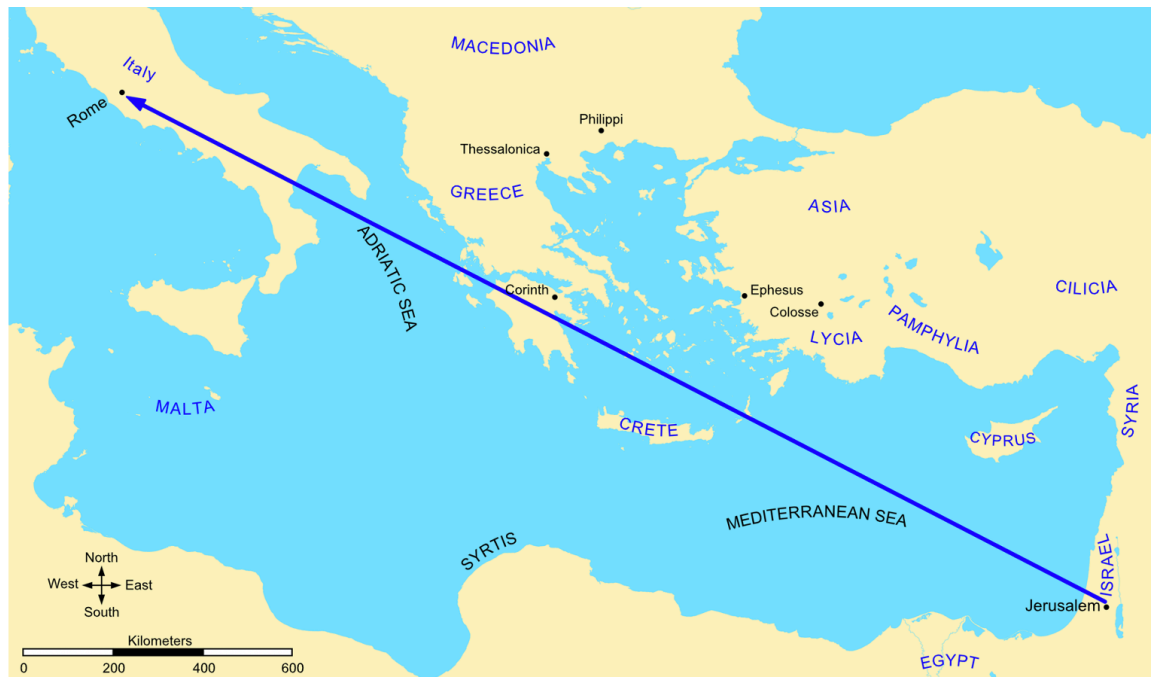 MACEDONIA
Italy
Rome
Philippi
Thessalonica
GREECE
ASIA
ADRIATIC SEA
Corinth
Ephesus
Colosse
CILICIA
PAMPHYLIA
LYCIA
MALTA
CRETE
CYPRUS
SYRIA
MEDITERRANEAN SEA
SYRTIS
ISRAEL
Jerusalem
North
West East
South
Kilometers
0 200 400 600
EGYPT